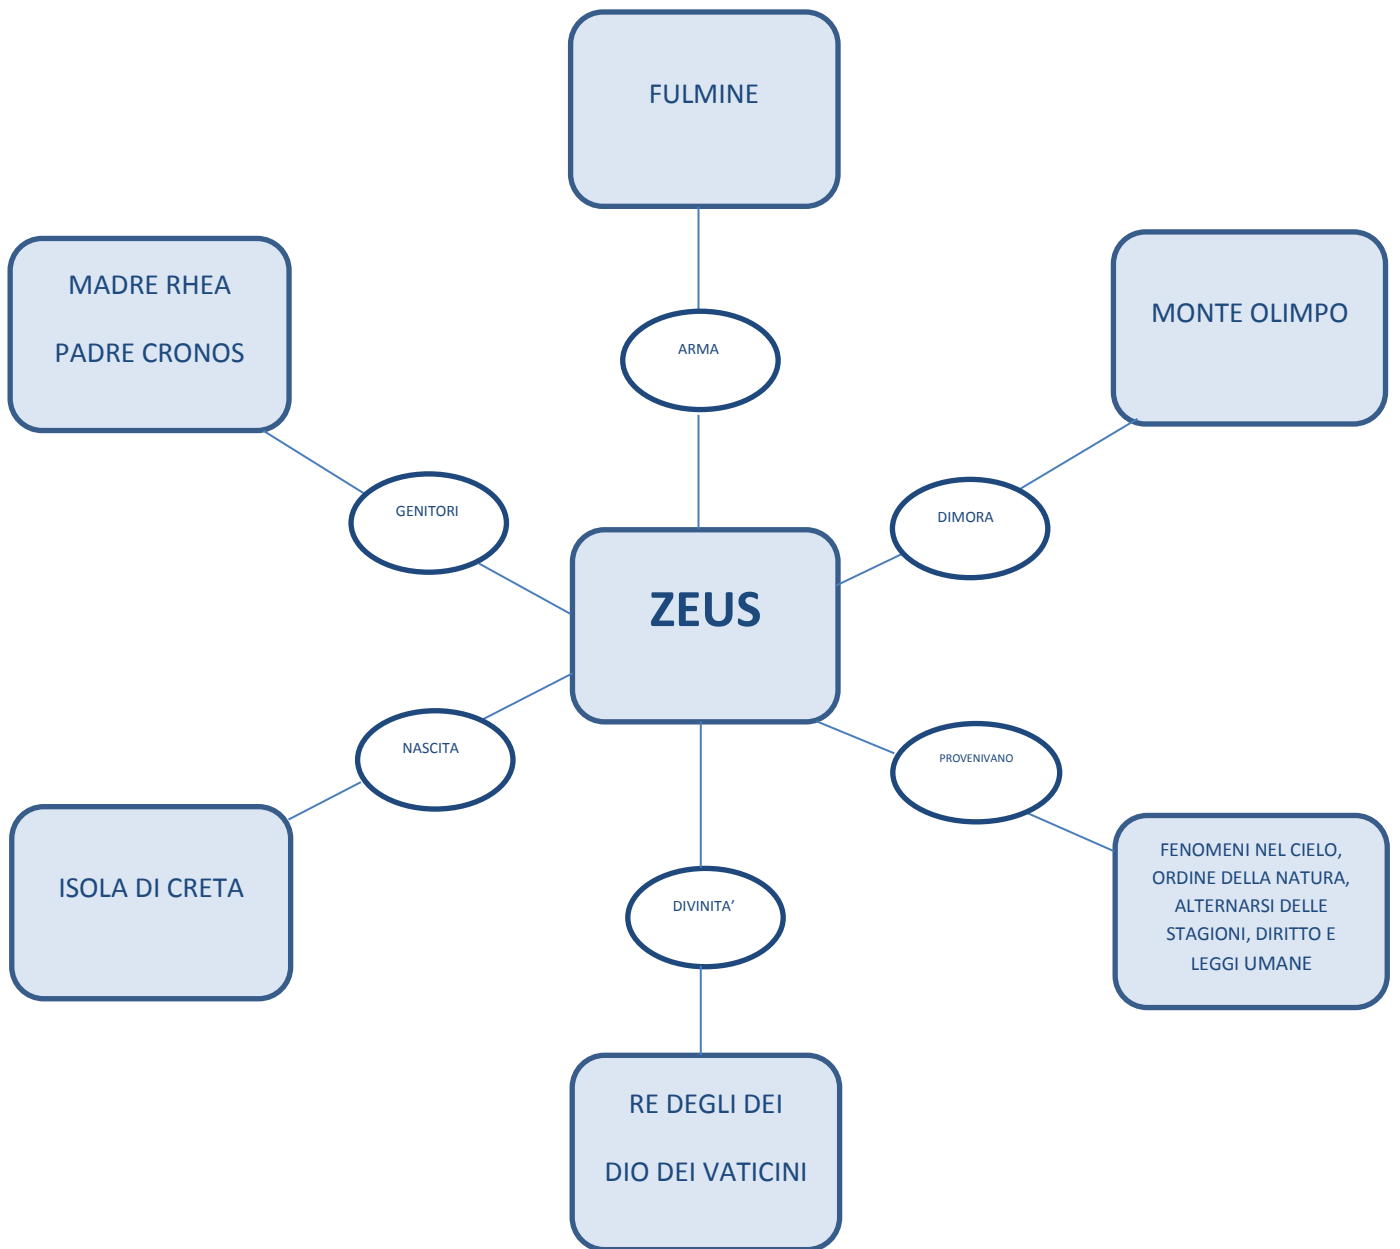 FULMINE
ARMA
MADRE RHEA
PADRE CRONOS
GENITORI
MONTE OLIMPO
DIMORA
ZEUS
NASCITA
ISOLA DI CRETA
PROVENIVANO
FENOMENI NEL CIELO,
ORDINE DELLA NATURA,
ALTERNARSI DELLE
STAGIONI, DIRITTO E
LEGGI UMANE
DIVINITA’
RE DEGLI DEI
DIO DEI VATICINI